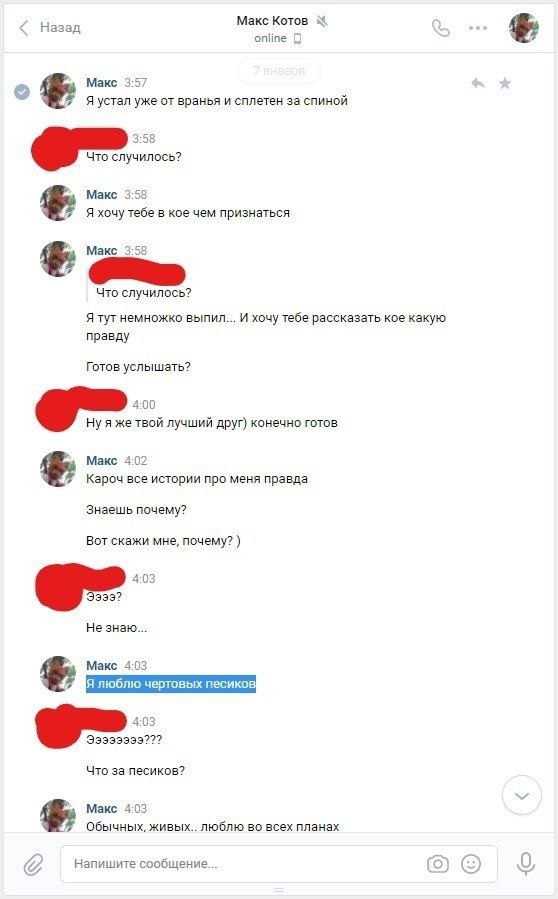 Назад
Макс Котов
online
7 января
Макс 3:57
Я устал уже от вранья и сплетен за спиной
3:58
Что случилось?
Макс 3:58
Я хочу тебе в кое чем признаться
Макс 3:58
Что случилось?
Я тут немножко выпил... И хочу тебе рассказать кое какую
правду
Готов услышать?
4:00
Ну я же твой лучший друг) конечно готов
Макс 4:02
Кароч все истории про меня правда
Знаешь почему?
Вот скажи мне, почему? )
4:03
Ээээ?
Не знаю...
Макс 4:03
Я люблю чертовых песиков
4:03
Ээээээээ???
Что за песиков?
Макс 4:03
Обычных, живых.. люблю во всех планах
Напишите сообщение...